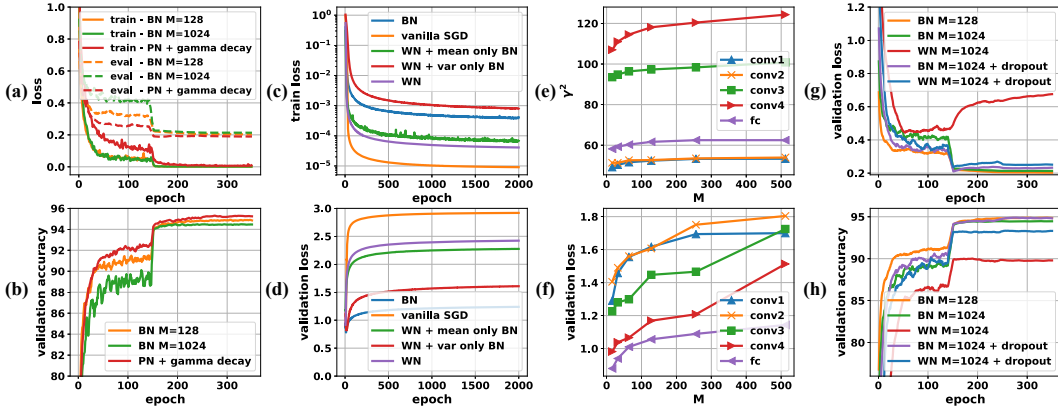 (a)
loss
1.0
0.8
0.6
0.4
0.2
0.0
train - BN M=128
train - BN M=1024
train - PN + gamma decay
eval - BN M=128
eval - BN M=1024
eval - PN + gamma decay
0 100 200 300
epoch
(c)
train loss
10⁰
10⁻¹
10⁻²
10⁻³
10⁻⁴
10⁻⁵
BN
vanilla SGD
WN + mean only BN
WN + var only BN
WN
0 500 1000 1500 2000
epoch
(e)
γ²
120
100
80
60
conv1
conv2
conv3
conv4
fc
0 100 200 300 400 500
M
(g)
validation loss
1.2
1.0
0.8
0.6
0.4
0.2
BN M=128
BN M=1024
WN M=1024
BN M=1024 + dropout
WN M=1024 + dropout
0 100 200 300
epoch
(b)
validation accuracy
96
94
92
90
88
86
84
82
80
BN M=128
BN M=1024
PN + gamma decay
0 100 200 300
epoch
(d)
validation loss
3.0
2.5
2.0
1.5
1.0
0.5
0.0
BN
vanilla SGD
WN + mean only BN
WN + var only BN
WN
0 500 1000 1500 2000
epoch
(f)
validation loss
1.8
1.6
1.4
1.2
1.0
conv1
conv2
conv3
conv4
fc
0 100 200 300 400 500
M
(h)
validation accuracy
95
90
85
80
BN M=128
BN M=1024
WN M=1024
BN M=1024 + dropout
WN M=1024 + dropout
0 100 200 300
epoch